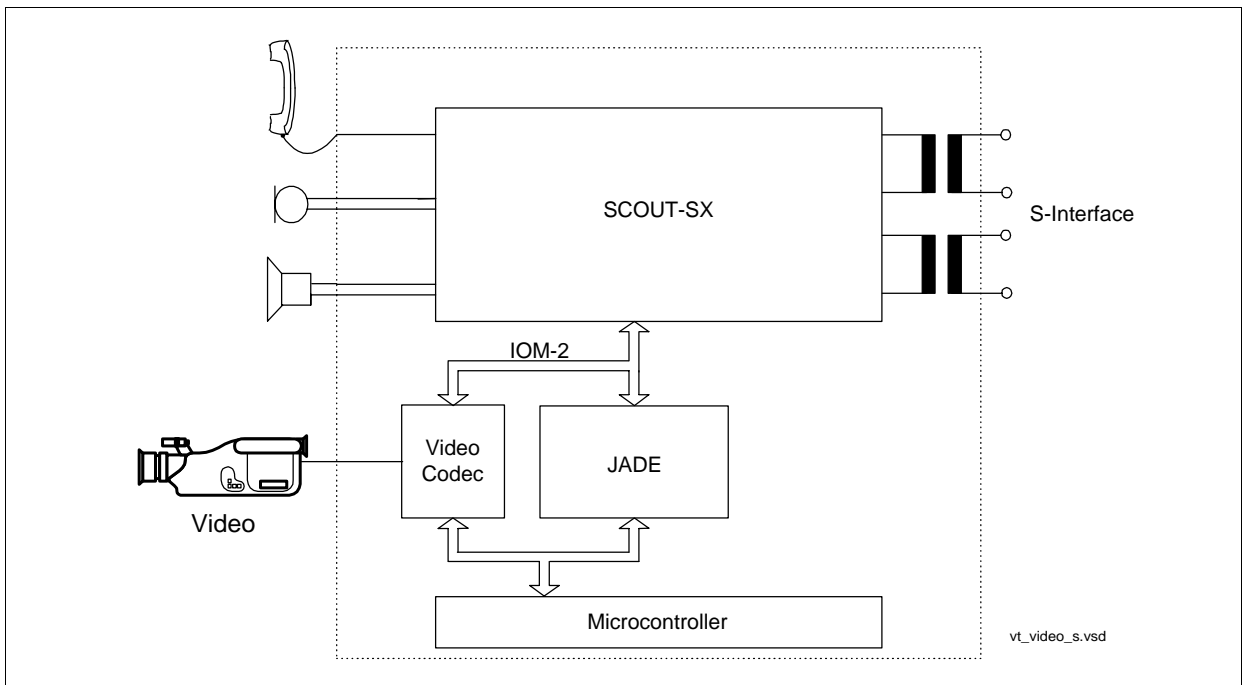 SCOUT-SX
S-Interface
IOM-2
Video
Codec
JADE
Video
Microcontroller
vt_video_s.vsd